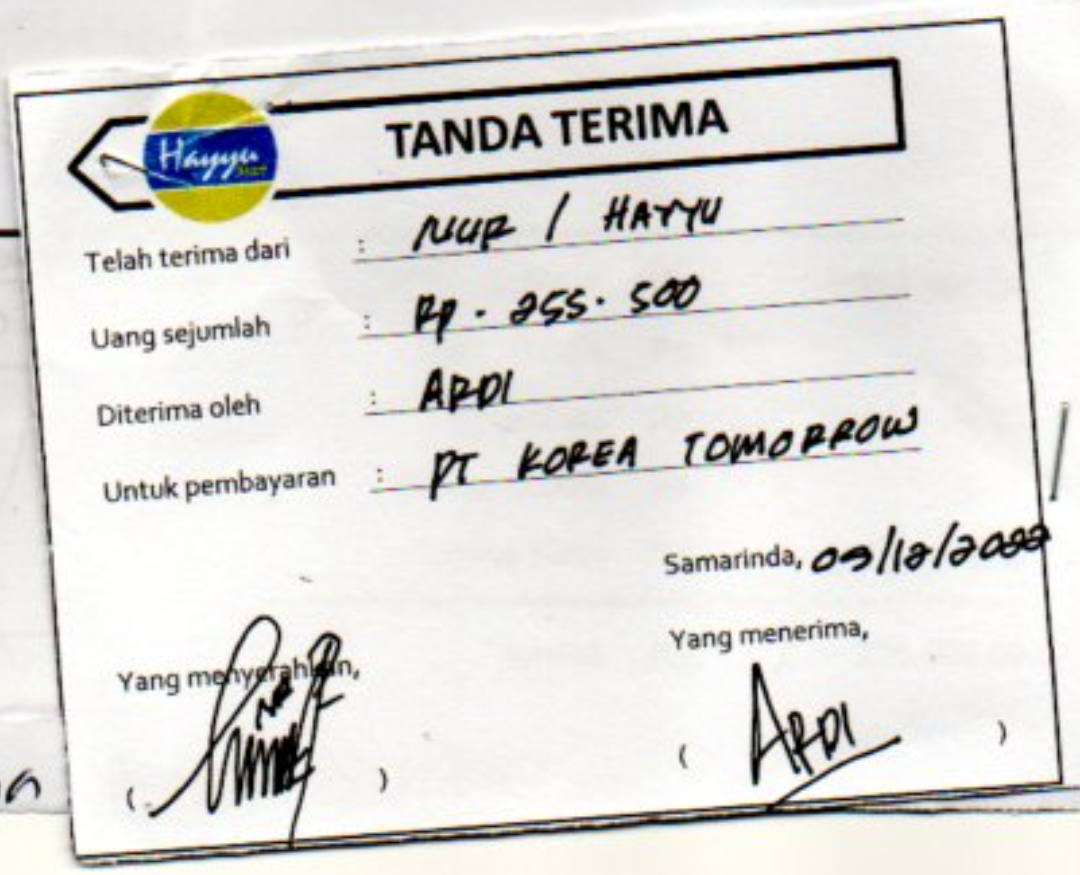 TANDA TERIMA
Hayyu
MART
Telah terima dari : NUR / HAYYU
Uang sejumlah : Rp. 255.500
Diterima oleh : ARDI
Untuk pembayaran : PT KOREA TOMORROW
Samarinda, 09/12/2022
Yang menyerahkan, Yang menerima,
( ) ( ARDI )